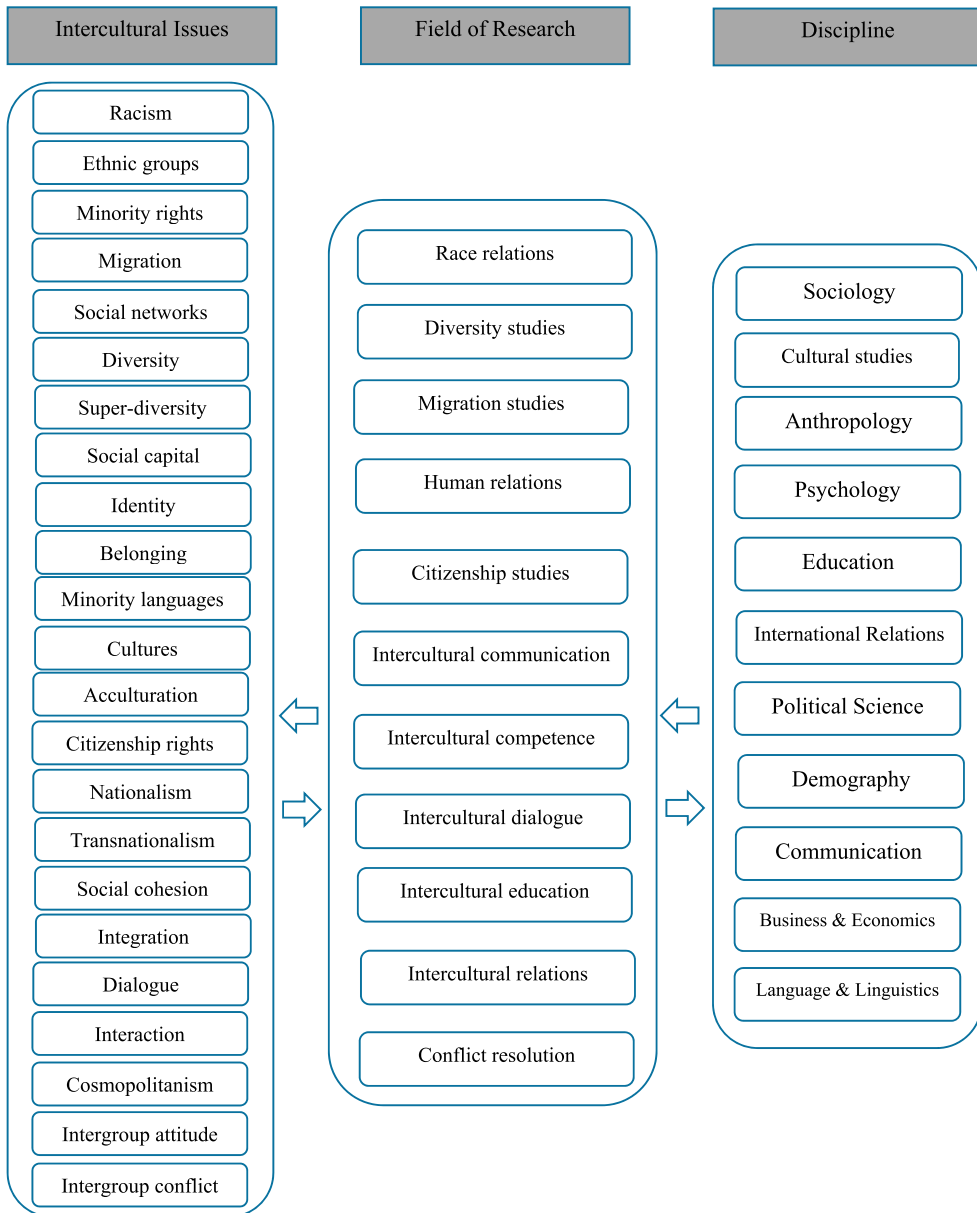 Intercultural Issues
Field of Research
Discipline
Racism
Ethnic groups
Minority rights
Migration
Social networks
Diversity
Super-diversity
Social capital
Identity
Belonging
Minority languages
Cultures
Acculturation
Citizenship rights
Nationalism
Transnationalism
Social cohesion
Integration
Dialogue
Interaction
Cosmopolitanism
Intergroup attitude
Intergroup conflict
Race relations
Diversity studies
Migration studies
Human relations
Citizenship studies
Intercultural communication
Intercultural competence
Intercultural dialogue
Intercultural education
Intercultural relations
Conflict resolution
Sociology
Cultural studies
Anthropology
Psychology
Education
International Relations
Political Science
Demography
Communication
Business & Economics
Language & Linguistics